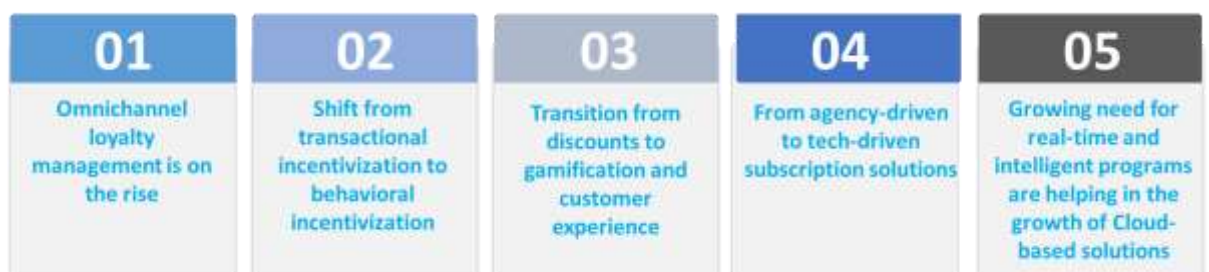 01
Omnichannel
loyalty
management is on
the rise
02
Shift from
transactional
incentivization to
behavioral
incentivization
03
Transition from
discounts to
gamification and
customer
experience
04
From agency-driven
to tech-driven
subscription solutions
05
Growing need for
real-time and
intelligent programs
are helping in the
growth of Cloud-
based solutions